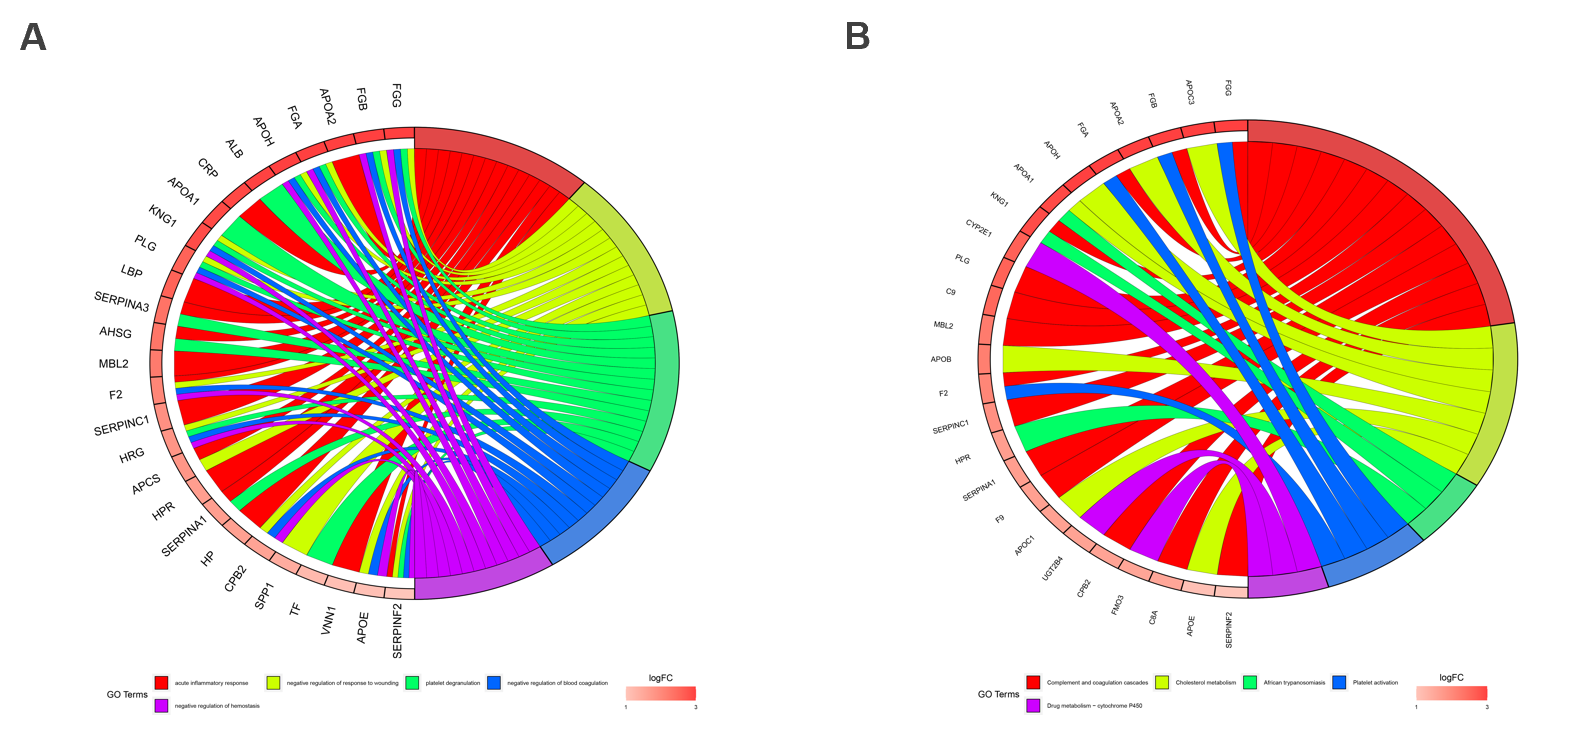 A
B
FGG
FGB
APOA2
FGA
APOH
ALB
CRP
APOA1
KNG1
PLG
LBP
SERPINA3
AHSG
MBL2
F2
SERPINC1
HRG
APCS
HPR
SERPINA1
HP
CPB2
SPP1
TF
VNN1
APOE
SERPINF2
GO Terms
acute inflammatory response
negative regulation of response to wounding
platelet degranulation
negative regulation of blood coagulation
negative regulation of hemostasis
logFC
1 3
FGG
APOC3
FGB
APOA2
FGA
APOH
APOA1
KNG1
CYP2E1
PLG
C9
MBL2
APOB
F2
SERPINC1
HPR
SERPINA1
F9
APOC1
UGT2B4
CPB2
FMO3
C8A
APOE
SERPINF2
GO Terms
Complement and coagulation cascades
Cholesterol metabolism
African trypanosomiasis
Platelet activation
Drug metabolism − cytochrome P450
logFC
1 3